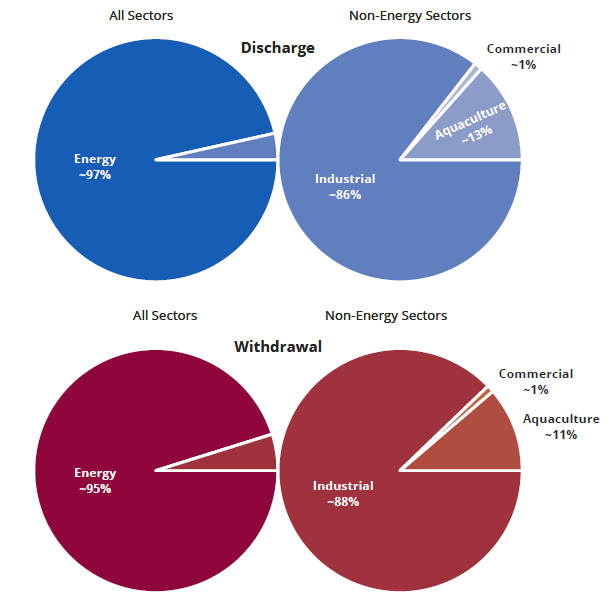 All Sectors
Non-Energy Sectors
Discharge
Commercial
~1%
Aquaculture
~13%
Energy
~97%
Industrial
~86%
All Sectors
Non-Energy Sectors
Withdrawal
Commercial
~1%
Aquaculture
~11%
Energy
~95%
Industrial
~88%